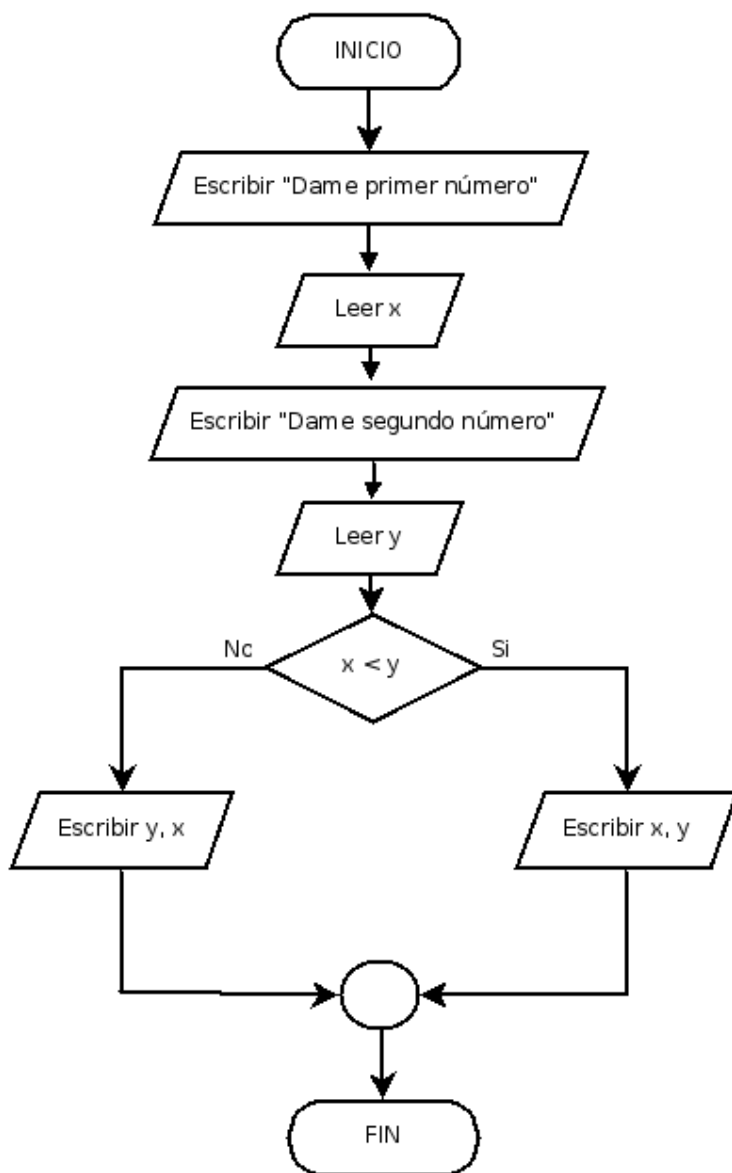 INICIO
Escribir "Dame primer número"
Leer x
Escribir "Dame segundo número"
Leer y
Nc
x < y
Si
Escribir y, x
Escribir x, y
FIN